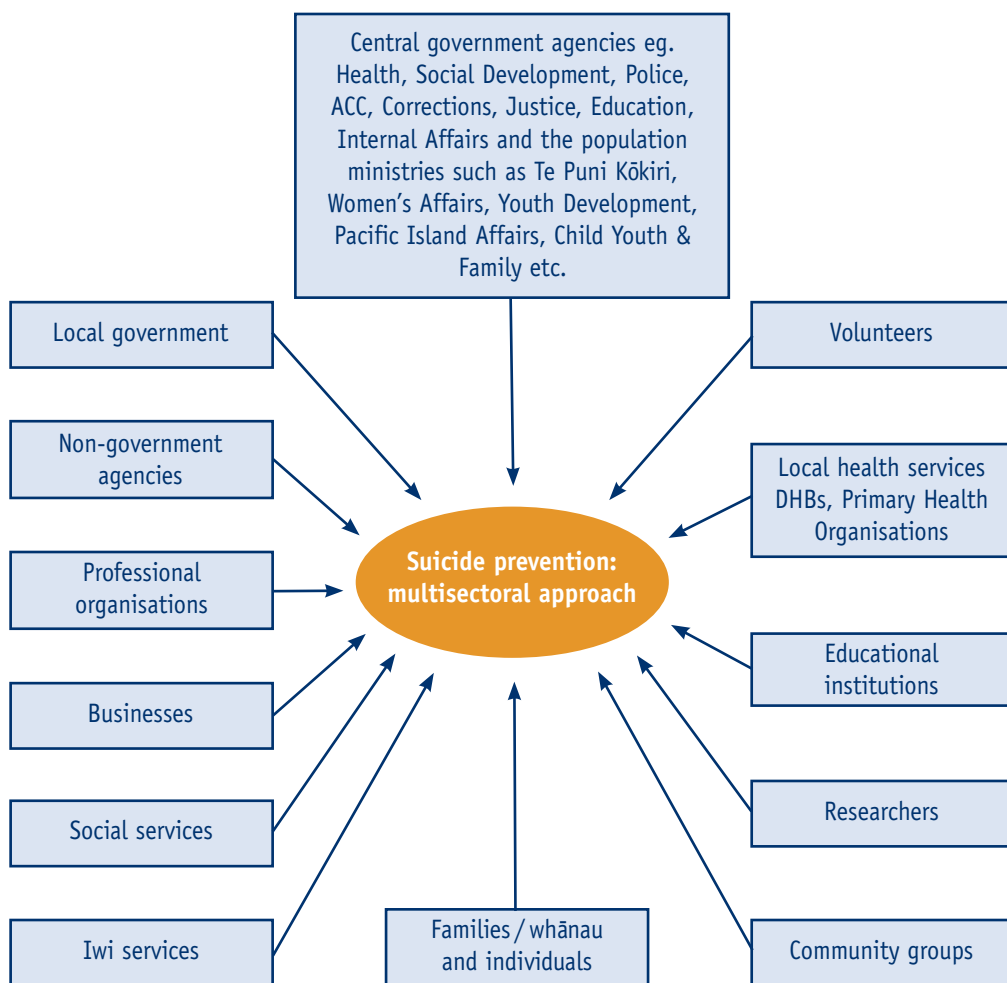 Central government agencies eg.
Health, Social Development, Police,
ACC, Corrections, Justice, Education,
Internal Affairs and the population
ministries such as Te Puni Kōkiri,
Women’s Affairs, Youth Development,
Pacific Island Affairs, Child Youth &
Family etc.
Local government
Volunteers
Non-government
agencies
Local health services
DHBs, Primary Health
Organisations
Suicide prevention:
multisectoral approach
Professional
organisations
Educational
institutions
Businesses
Social services
Researchers
Iwi services
Families / whānau
and individuals
Community groups